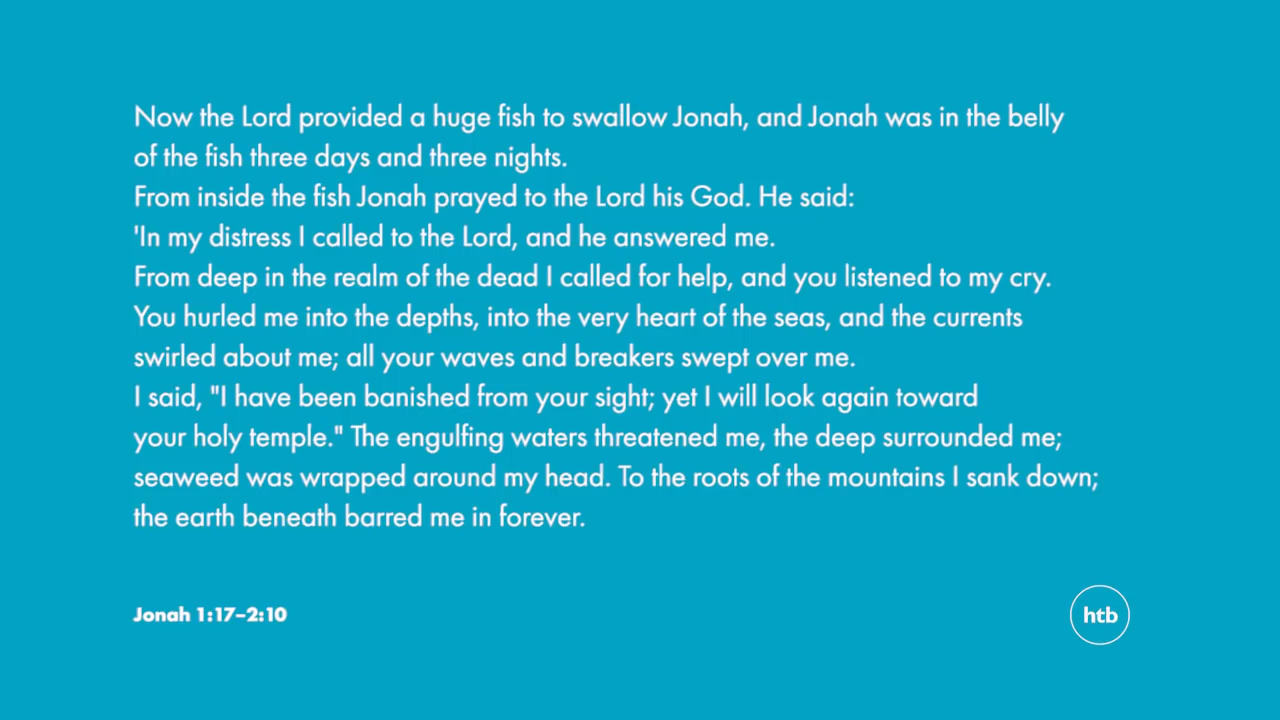 Now the Lord provided a huge fish to swallow Jonah, and Jonah was in the belly
of the fish three days and three nights.
From inside the fish Jonah prayed to the Lord his God. He said:
'In my distress I called to the Lord, and he answered me.
From deep in the realm of the dead I called for help, and you listened to my cry.
You hurled me into the depths, into the very heart of the seas, and the currents
swirled about me; all your waves and breakers swept over me.
I said, "I have been banished from your sight; yet I will look again toward
your holy temple." The engulfing waters threatened me, the deep surrounded me;
seaweed was wrapped around my head. To the roots of the mountains I sank down;
the earth beneath barred me in forever.
Jonah 1:17–2:10
htb